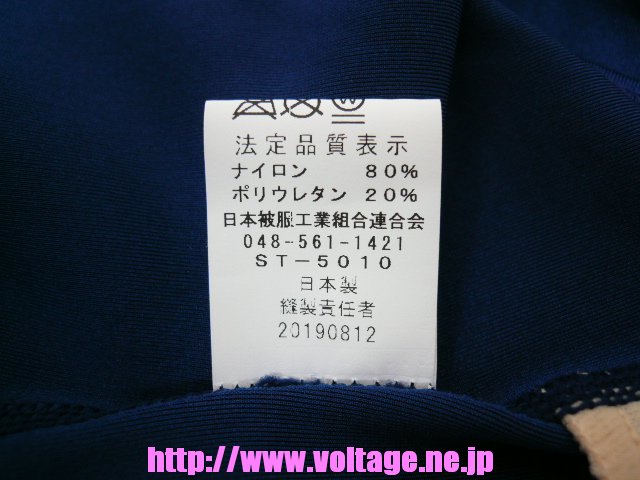 法定品質表示
ナイロン 80%
ポリウレタン 20%
日本被服工業組合連合会
048-561-1421
ST-5010
日本製
縫製責任者
20190812
http://www.voltage.ne.jp